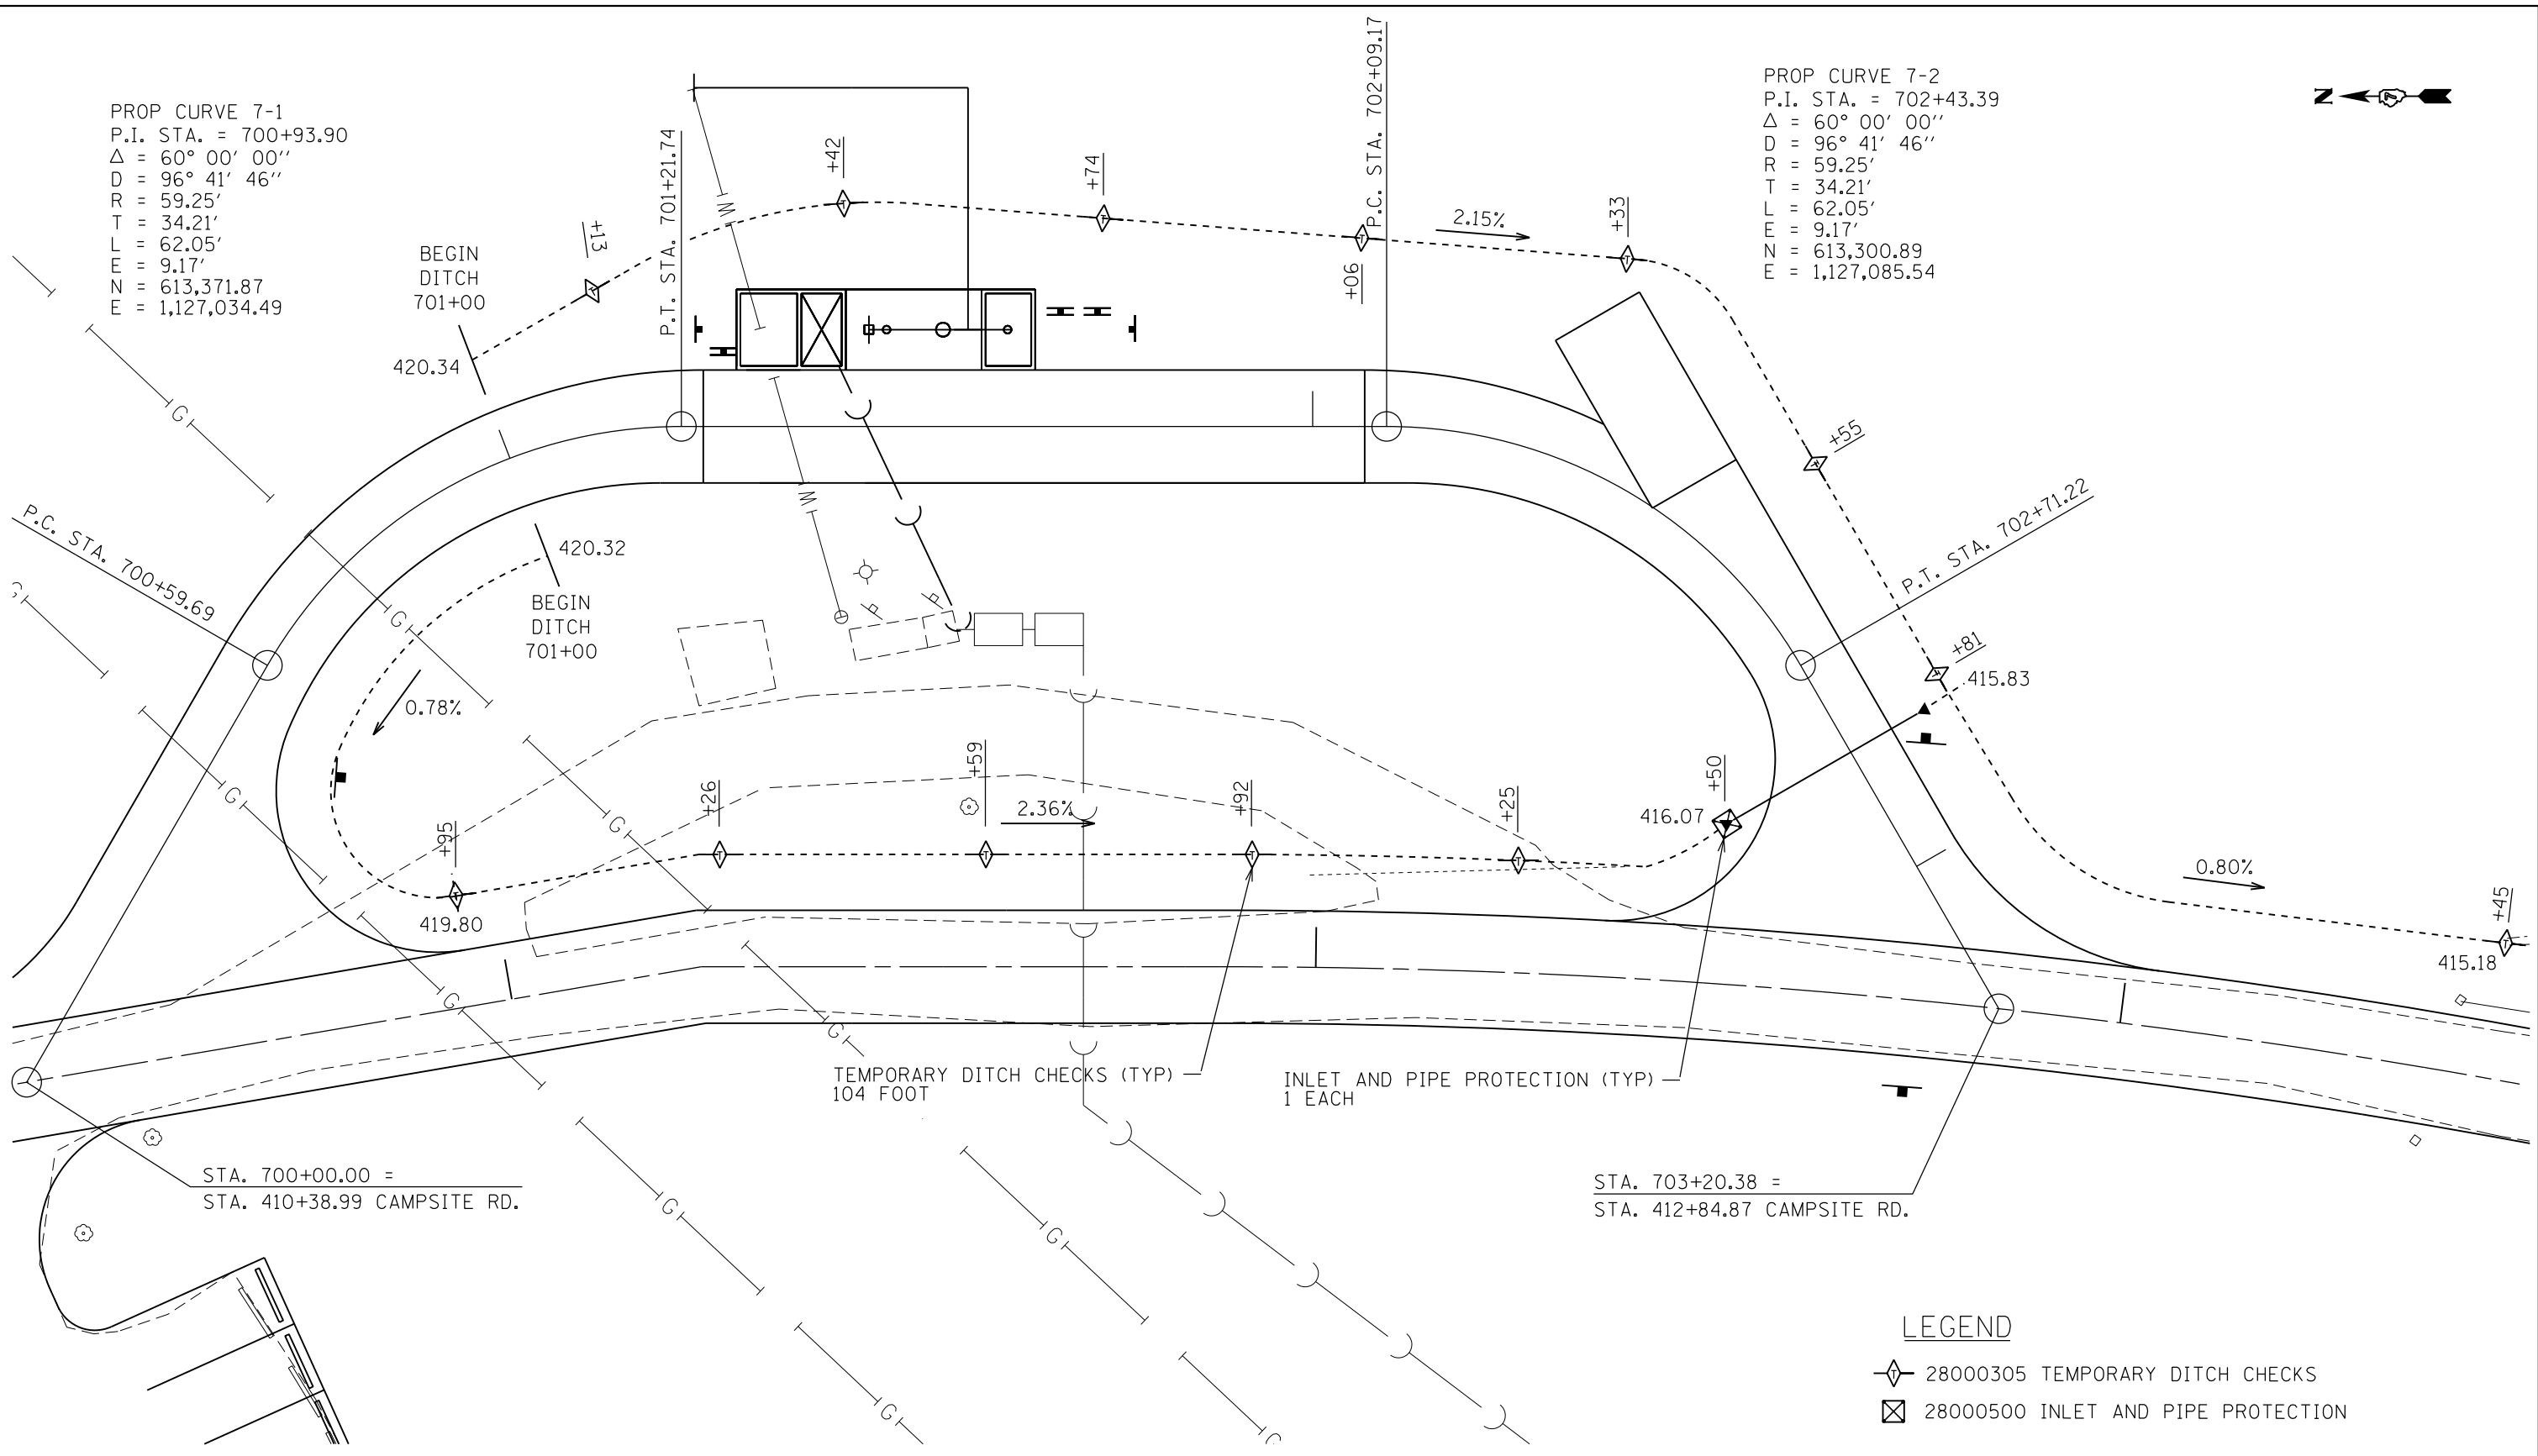 PROP CURVE 7-1
P.I. STA. = 700+93.90
Δ = 60° 00' 00''
D = 96° 41' 46''
R = 59.25'
T = 34.21'
L = 62.05'
E = 9.17'
N = 613,371.87
E = 1,127,034.49
PROP CURVE 7-2
P.I. STA. = 702+43.39
Δ = 60° 00' 00''
D = 96° 41' 46''
R = 59.25'
T = 34.21'
L = 62.05'
E = 9.17'
N = 613,300.89
E = 1,127,085.54
N
P.T. STA. 701+21.74
P.C. STA. 702+09.17
+13
+42
+74
+06
2.15%
+33
BEGIN
DITCH
701+00
420.34
W
W
+55
P.C. STA. 700+59.69
P.T. STA. 702+71.22
420.32
BEGIN
DITCH
701+00
0.78%
+81
415.83
G
G
G
G
G
G
G
+95
419.80
+26
+59
2.36%
+92
+25
+50
416.07
0.80%
+45
415.18
TEMPORARY DITCH CHECKS (TYP)
104 FOOT
INLET AND PIPE PROTECTION (TYP)
1 EACH
STA. 700+00.00 =
STA. 410+38.99 CAMPSITE RD.
STA. 703+20.38 =
STA. 412+84.87 CAMPSITE RD.
G
G
G
G
LEGEND
T 28000305 TEMPORARY DITCH CHECKS
28000500 INLET AND PIPE PROTECTION